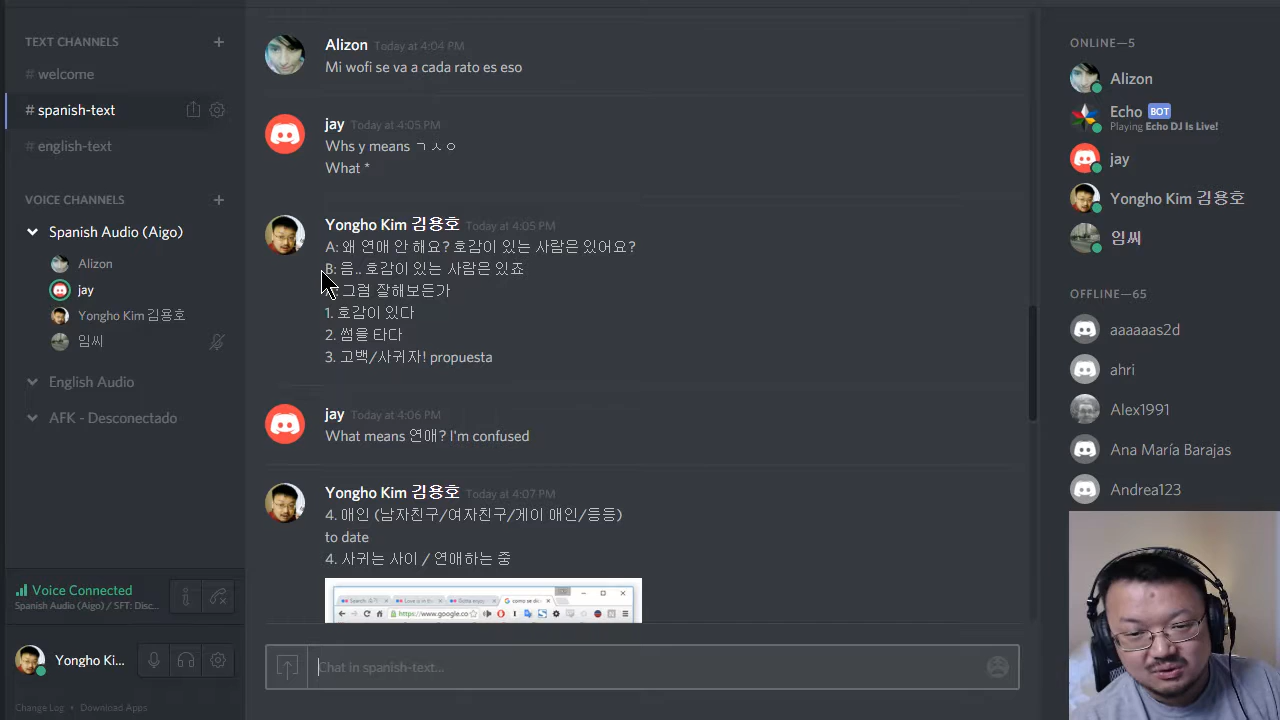 TEXT CHANNELS
# welcome
# spanish-text
# english-text
VOICE CHANNELS
Spanish Audio (Aigo)
Alizon
jay
Yongho Kim 김용호
임씨
English Audio
AFK - Desconectado
Voice Connected
Spanish Audio (Aigo) / SFT: Disc...
Yongho Ki...
Change Log • Download Apps
Alizon Today at 4:04 PM
Mi wofi se va a cada rato es eso
jay Today at 4:05 PM
Whs y means ㄱㅅㅇ
What *
Yongho Kim 김용호 Today at 4:05 PM
A: 왜 연애 안 해요? 호감이 있는 사람은 있어요?
B: 음.. 호감이 있는 사람은 있죠
그럼 잘해보든가
1. 호감이 있다
2. 썸을 타다
3. 고백/사귀자! propuesta
jay Today at 4:06 PM
What means 연애? I'm confused
Yongho Kim 김용호 Today at 4:07 PM
4. 애인 (남자친구/여자친구/게이 애인/등등)
to date
4. 사귀는 사이 / 연애하는 중
https://www.google.co
Chat in spanish-text...
ONLINE—5
Alizon
Echo BOT
Playing Echo DJ Is Live!
jay
Yongho Kim 김용호
임씨
OFFLINE—65
aaaaaas2d
ahri
Alex1991
Ana María Barajas
Andrea123